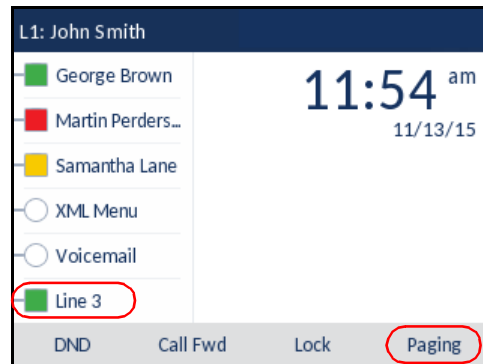 L1: John Smith
George Brown
Martin Perders...
Samantha Lane
XML Menu
Voicemail
Line 3
11:54 am
11/13/15
DND Call Fwd Lock Paging